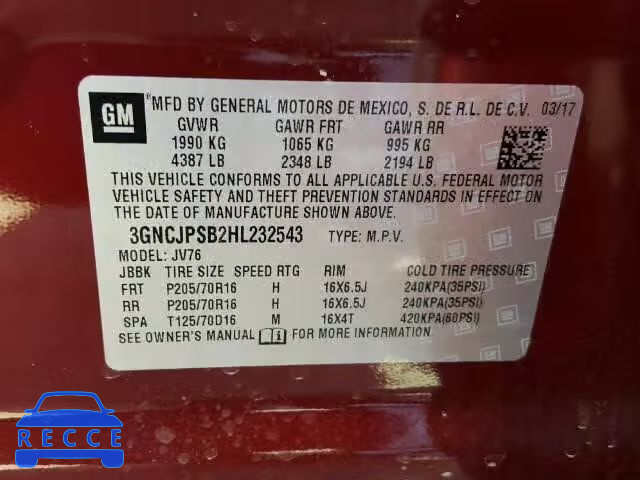 GM
"MFD BY GENERAL MOTORS DE MEXICO, S. DE R.L. DE C.V. 03/17
GVWR GAWR FRT GAWR RR
1990 KG 1065 KG 995 KG
4387 LB 2348 LB 2194 LB
THIS VEHICLE CONFORMS TO ALL APPLICABLE U.S. FEDERAL MOTOR
VEHICLE SAFETY AND THEFT PREVENTION STANDARDS IN EFFECT ON
THE DATE OF MANUFACTURE SHOWN ABOVE.
3GNCJPSB2HL232543 TYPE: M.P.V.
MODEL: JV76
JBBK TIRE SIZE SPEED RTG RIM COLD TIRE PRESSURE
FRT P205/70R16 H 16X6.5J 240KPA(35PSI)
RR P205/70R16 H 16X6.5J 240KPA(35PSI)
SPA T125/70D16 M 16X4T 420KPA(60PSI)
SEE OWNER'S MANUAL FOR MORE INFORMATION.
RECCE